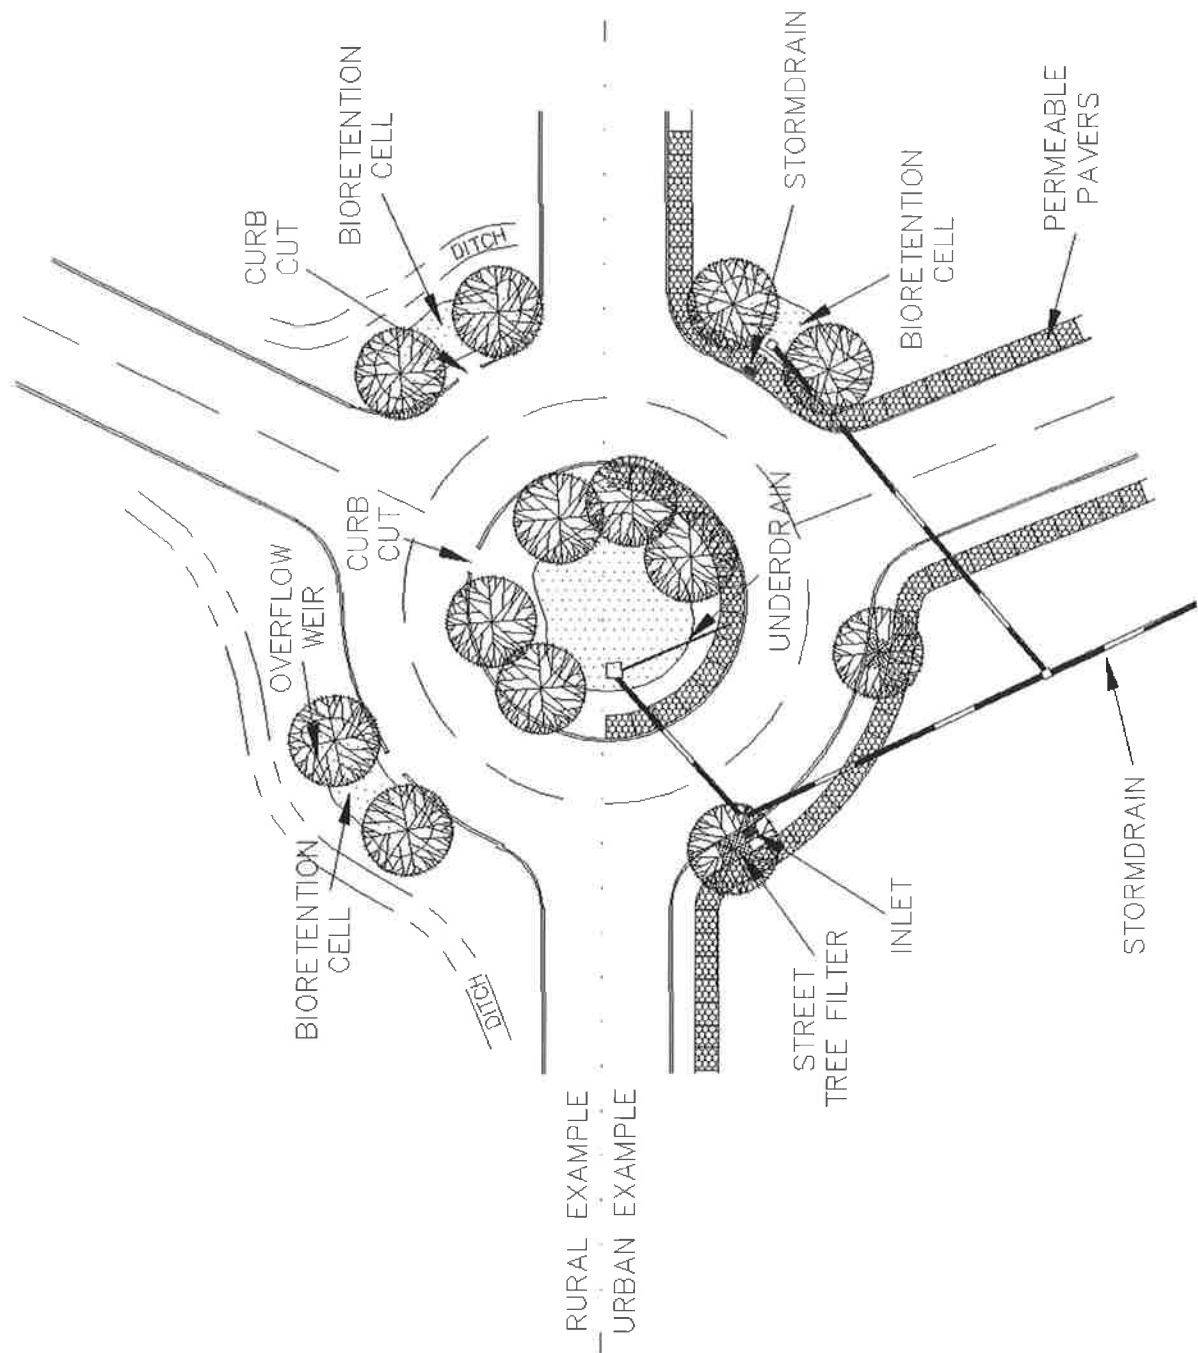 RURAL EXAMPLE
URBAN EXAMPLE
BIORETENTION
CELL
OVERFLOW
WEIR
DITCH
CURB
CUT
CURB
CUT
BIORETENTION
CELL
DITCH
STORMDRAIN
BIORETENTION
CELL
PERMEABLE
PAVERS
UNDERDRAIN
STREET
TREE FILTER
INLET
STORMDRAIN